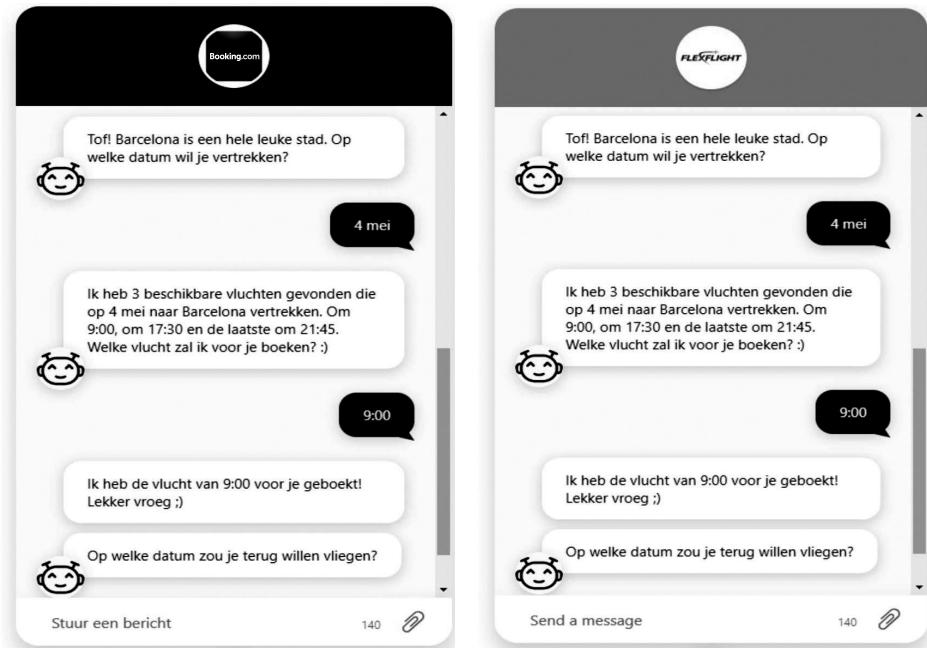 Booking.com
Tof! Barcelona is een hele leuke stad. Op
welke datum wil je vertrekken?
4 mei
Ik heb 3 beschikbare vluchten gevonden die
op 4 mei naar Barcelona vertrekken. Om
9:00, om 17:30 en de laatste om 21:45.
Welke vlucht zal ik voor je boeken? :)
9:00
Ik heb de vlucht van 9:00 voor je geboekt!
Lekker vroeg ;)
Op welke datum zou je terug willen vliegen?
Stuur een bericht
140
FLEXFLIGHT
Tof! Barcelona is een hele leuke stad. Op
welke datum wil je vertrekken?
4 mei
Ik heb 3 beschikbare vluchten gevonden die
op 4 mei naar Barcelona vertrekken. Om
9:00, om 17:30 en de laatste om 21:45.
Welke vlucht zal ik voor je boeken? :)
9:00
Ik heb de vlucht van 9:00 voor je geboekt!
Lekker vroeg ;)
Op welke datum zou je terug willen vliegen?
Send a message
140